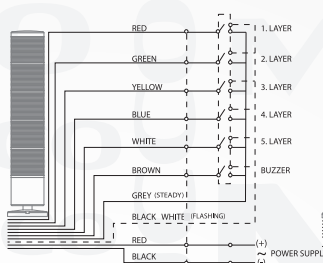 RED 1. LAYER
GREEN 2. LAYER
YELLOW 3. LAYER
BLUE 4. LAYER
WHITE 5. LAYER
BROWN BUZZER
GREY (STEADY)
BLACK WHITE (FLASHING)
RED (+)
~ POWER SUPPL
BLACK (-)